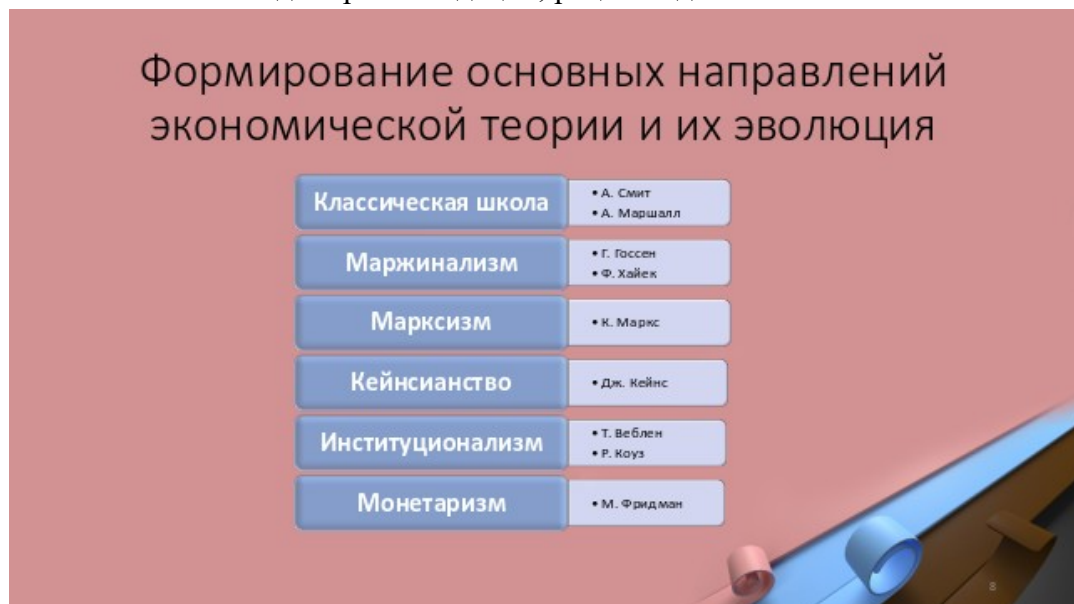 Формирование основных направлений
экономической теории и их эволюция
Классическая школа
• А. Смит
• А. Маршалл
Маржинализм
• Г. Госсен
• Ф. Хайек
Марксизм
• К. Маркс
Кейнсианство
• Дж. Кейнс
Институционализм
• Т. Веблен
• Р. Коуз
Монетаризм
• М. Фридман
8